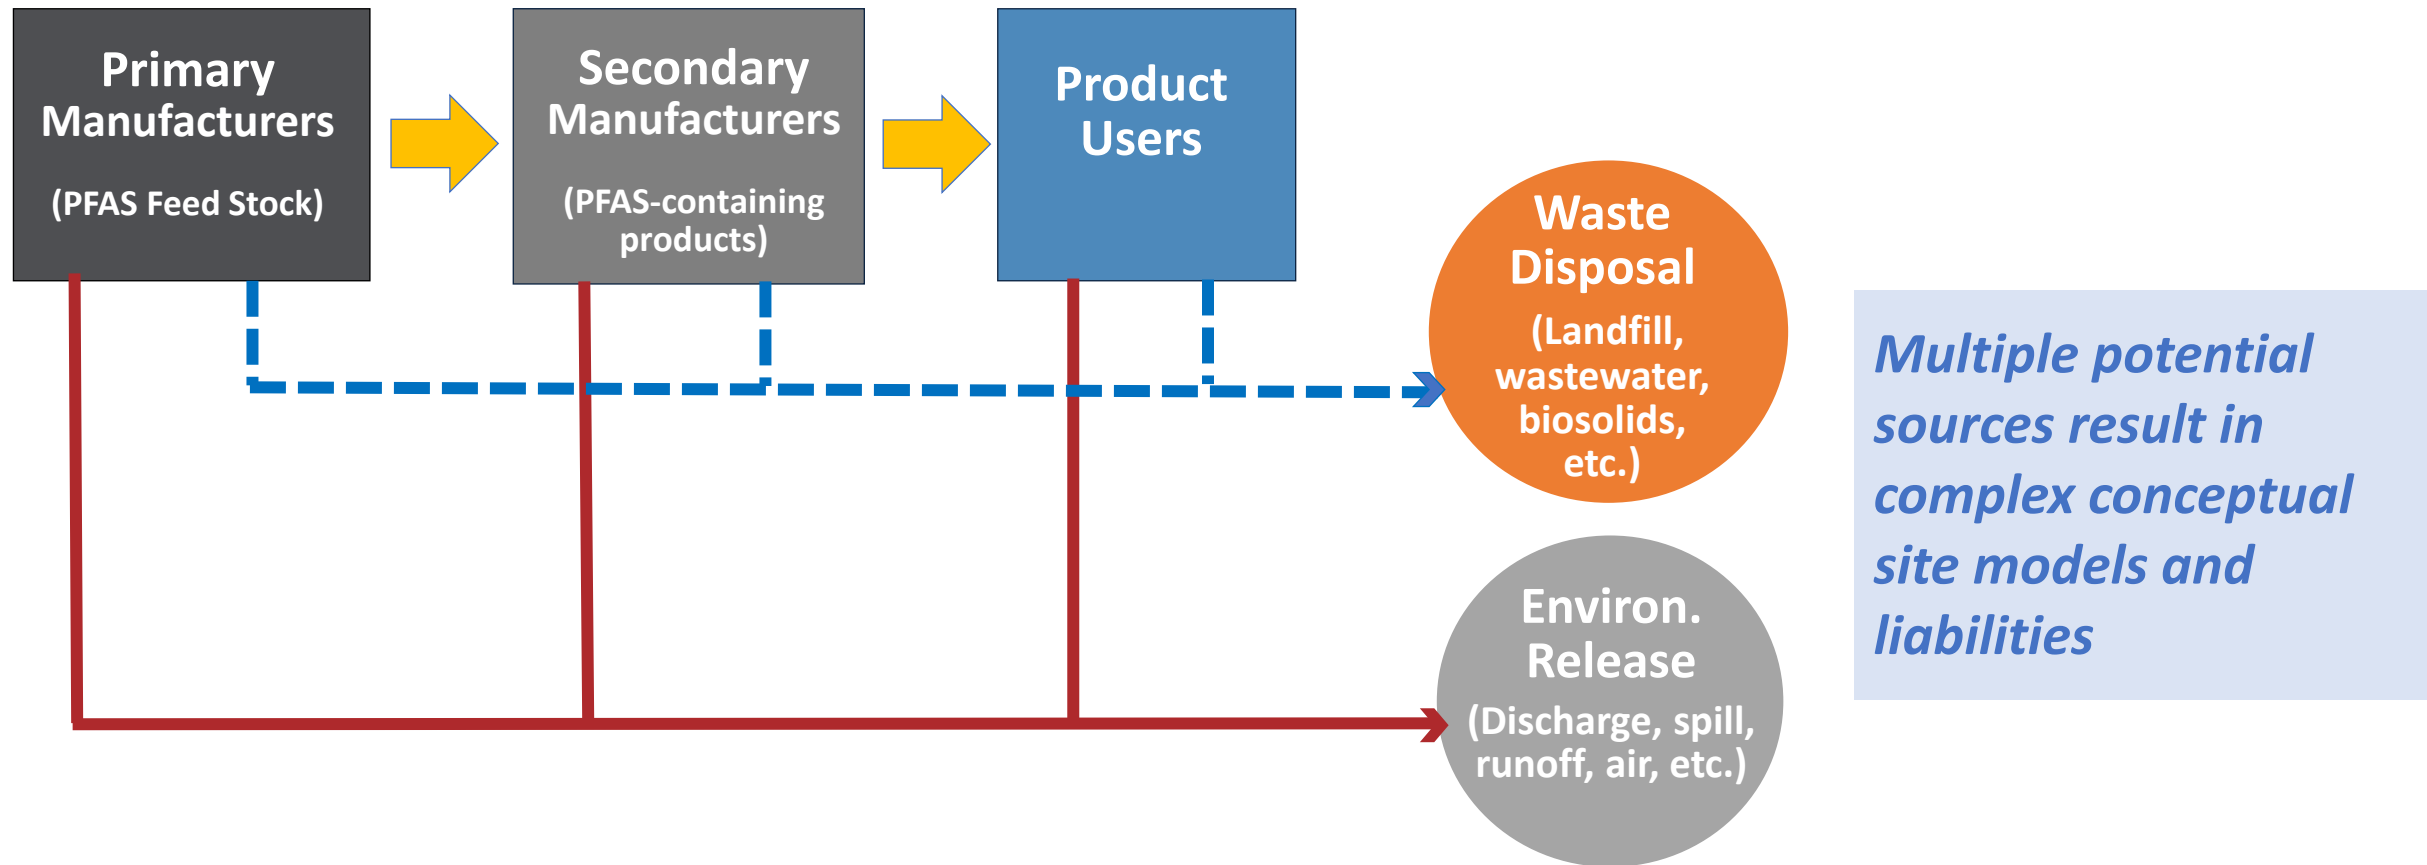 Primary
Manufacturers
(PFAS Feed Stock)
Secondary
Manufacturers
(PFAS-containing
products)
Product
Users
Waste
Disposal
(Landfill,
wastewater,
biosolids,
etc.)
Environ.
Release
(Discharge, spill,
runoff, air, etc.)
Multiple potential
sources result in
complex conceptual
site models and
liabilities